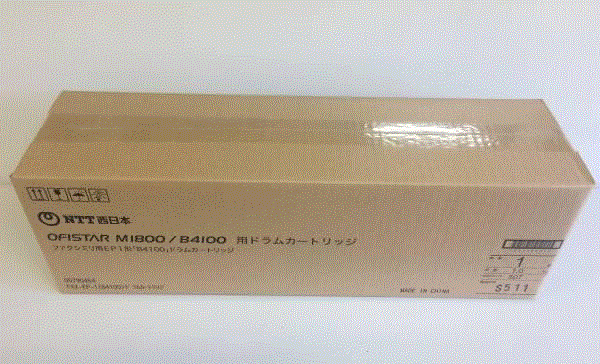 NTT西日本
OFISTAR M1800 / B4100 用ドラムカートリッジ
ファクシミリ用EP1形「B4100」ドラムカートリッジ
1
MADE IN CHINA
S511